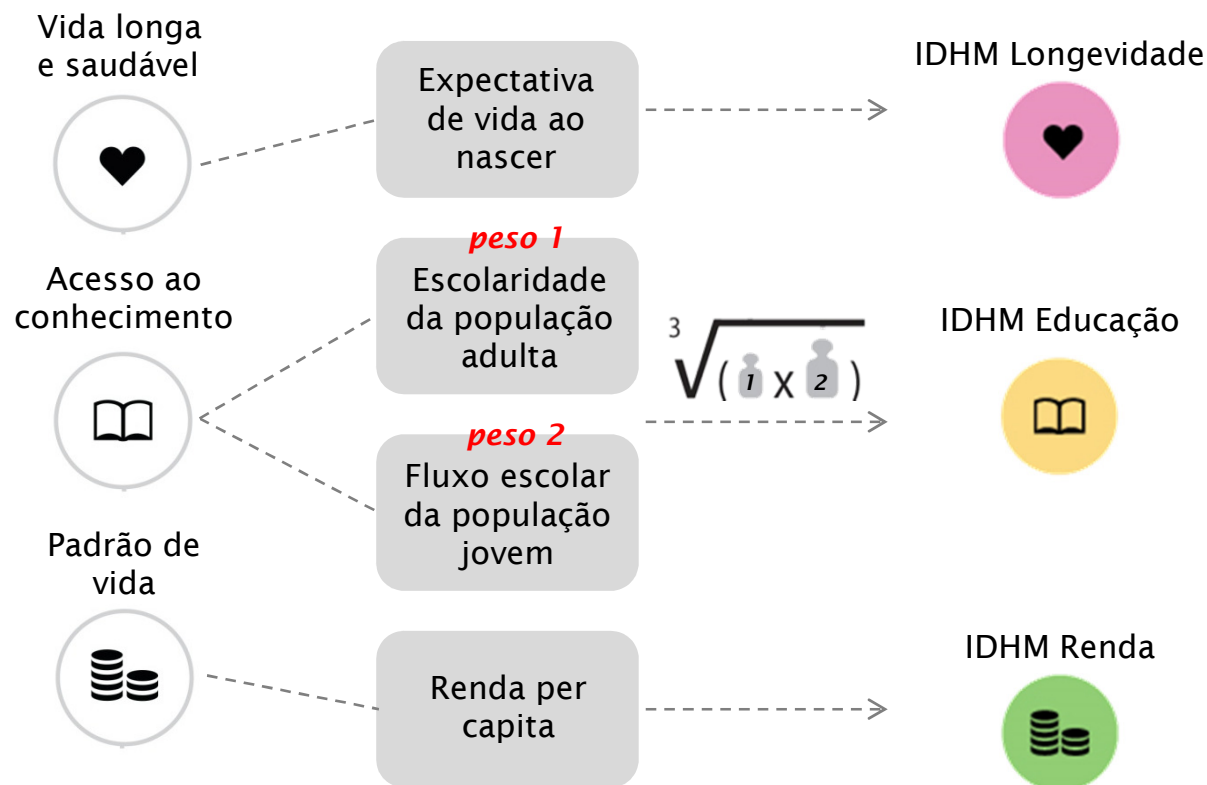 Vida longa
e saudável
Expectativa
de vida ao
nascer
IDHM Longevidade
Acesso ao
conhecimento
peso 1
Escolaridade
da população
adulta
peso 2
Fluxo escolar
da população
jovem
3
√( 1 X 2 )
IDHM Educação
Padrão de
vida
Renda per
capita
IDHM Renda